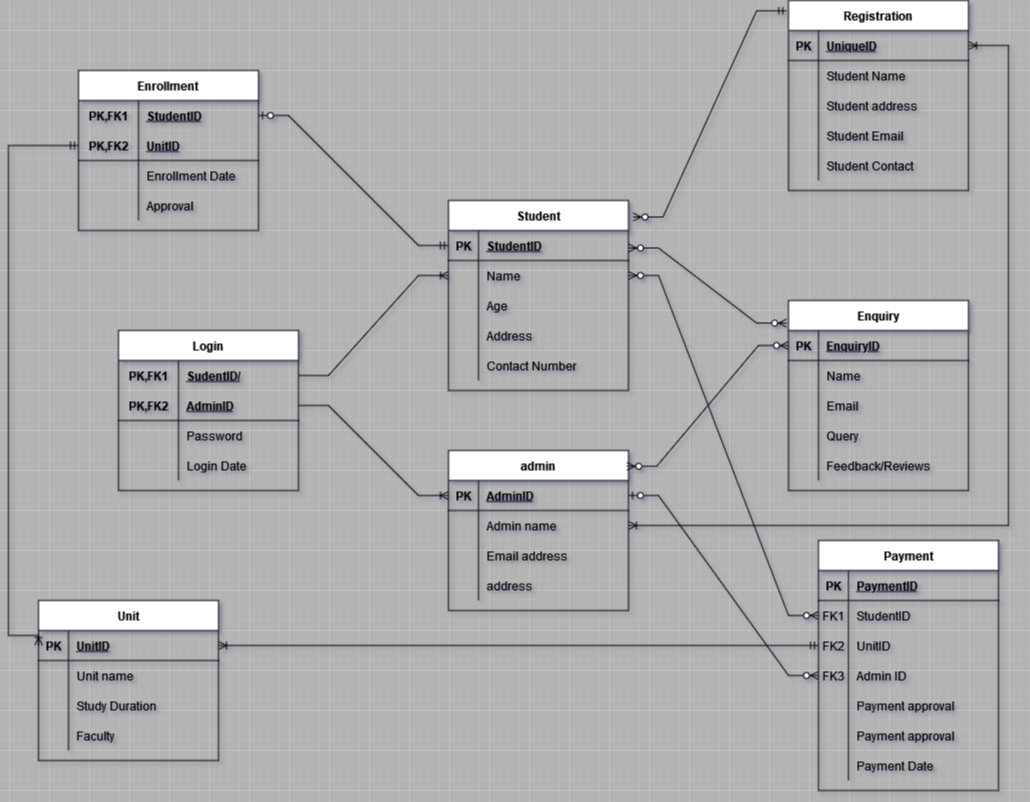 Registration
PK UniqueID
Student Name
Student address
Student Email
Student Contact
Enrollment
PK,FK1 StudentID
PK,FK2 UnitID
Enrollment Date
Approval
Student
PK StudentID
Name
Age
Address
Contact Number
Enquiry
PK EnquiryID
Name
Email
Query
Feedback/Reviews
Login
PK,FK1 SudentID/
PK,FK2 AdminID
Password
Login Date
admin
PK AdminID
Admin name
Email address
address
Payment
PK PaymentID
FK1 StudentID
FK2 UnitID
FK3 Admin ID
Payment approval
Payment approval
Payment Date
Unit
PK UnitID
Unit name
Study Duration
Faculty